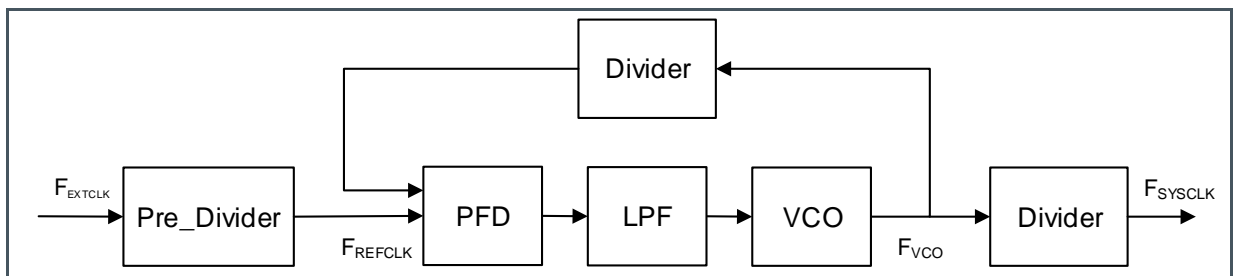 Divider
F_EXTCLK
Pre_Divider
F_REFCLK
PFD
LPF
VCO
F_VCO
Divider
F_SYSCLK